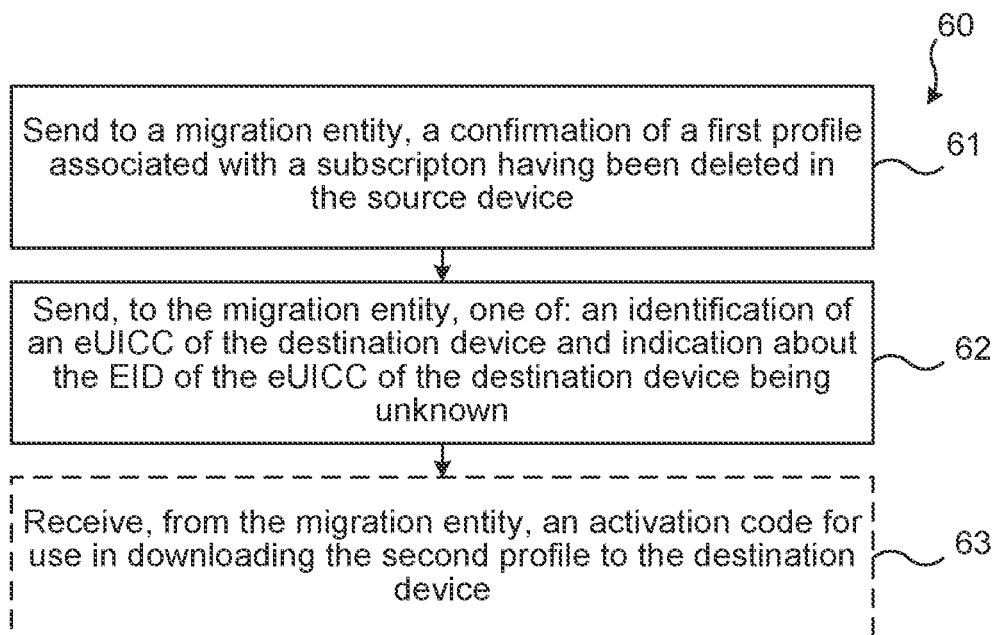 60
Send to a migration entity, a confirmation of a first profile
associated with a subscripton having been deleted in
the source device
61
Send, to the migration entity, one of: an identification of
an eUICC of the destination device and indication about
the EID of the eUICC of the destination device being
unknown
62
Receive, from the migration entity, an activation code for
use in downloading the second profile to the destination
device
63